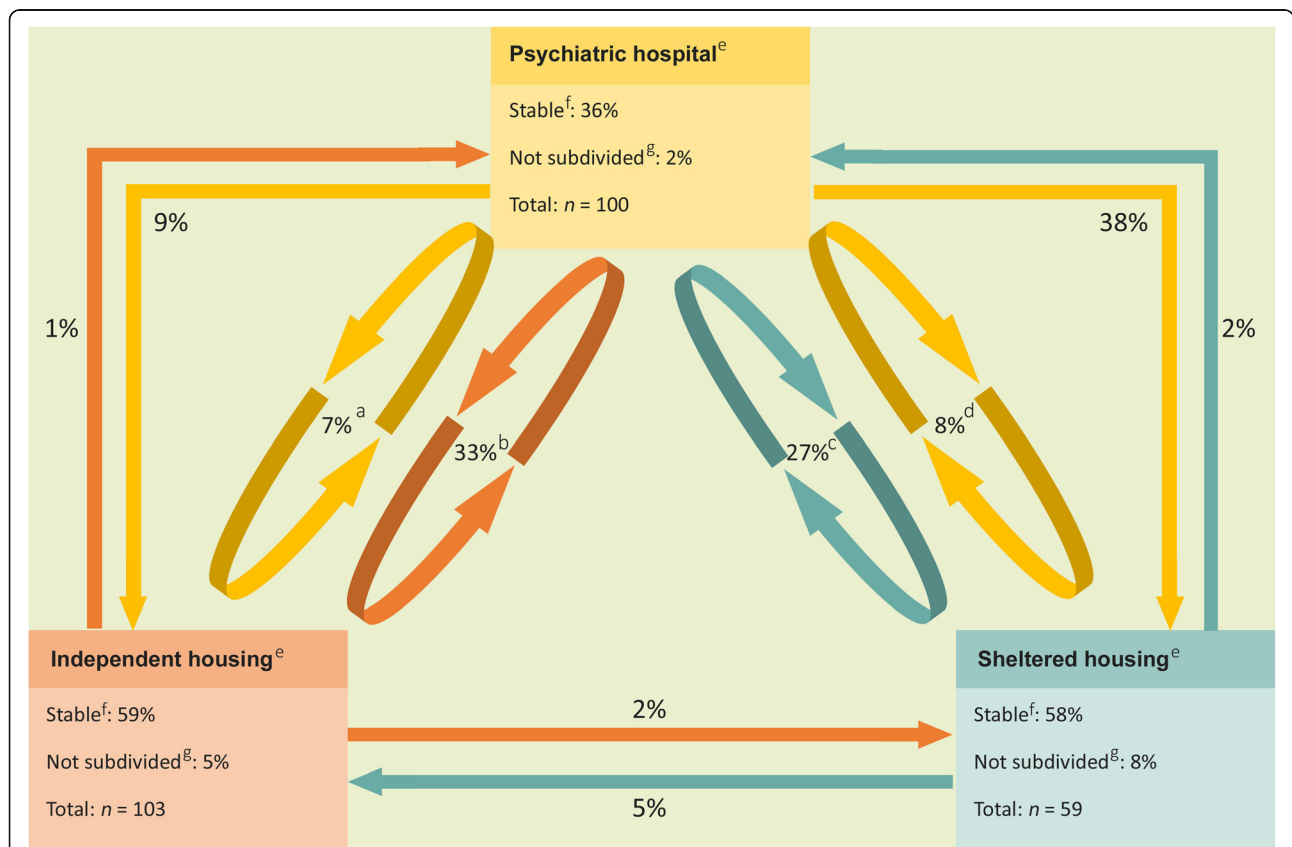 Psychiatric hospital^e
Stable^f: 36%
Not subdivided^g: 2%
Total: n = 100
9%
38%
1%
2%
7%^a
33%^b
27%^c
8%^d
Independent housing^e
Stable^f: 59%
Not subdivided^g: 5%
Total: n = 103
2%
5%
Sheltered housing^e
Stable^f: 58%
Not subdivided^g: 8%
Total: n = 59